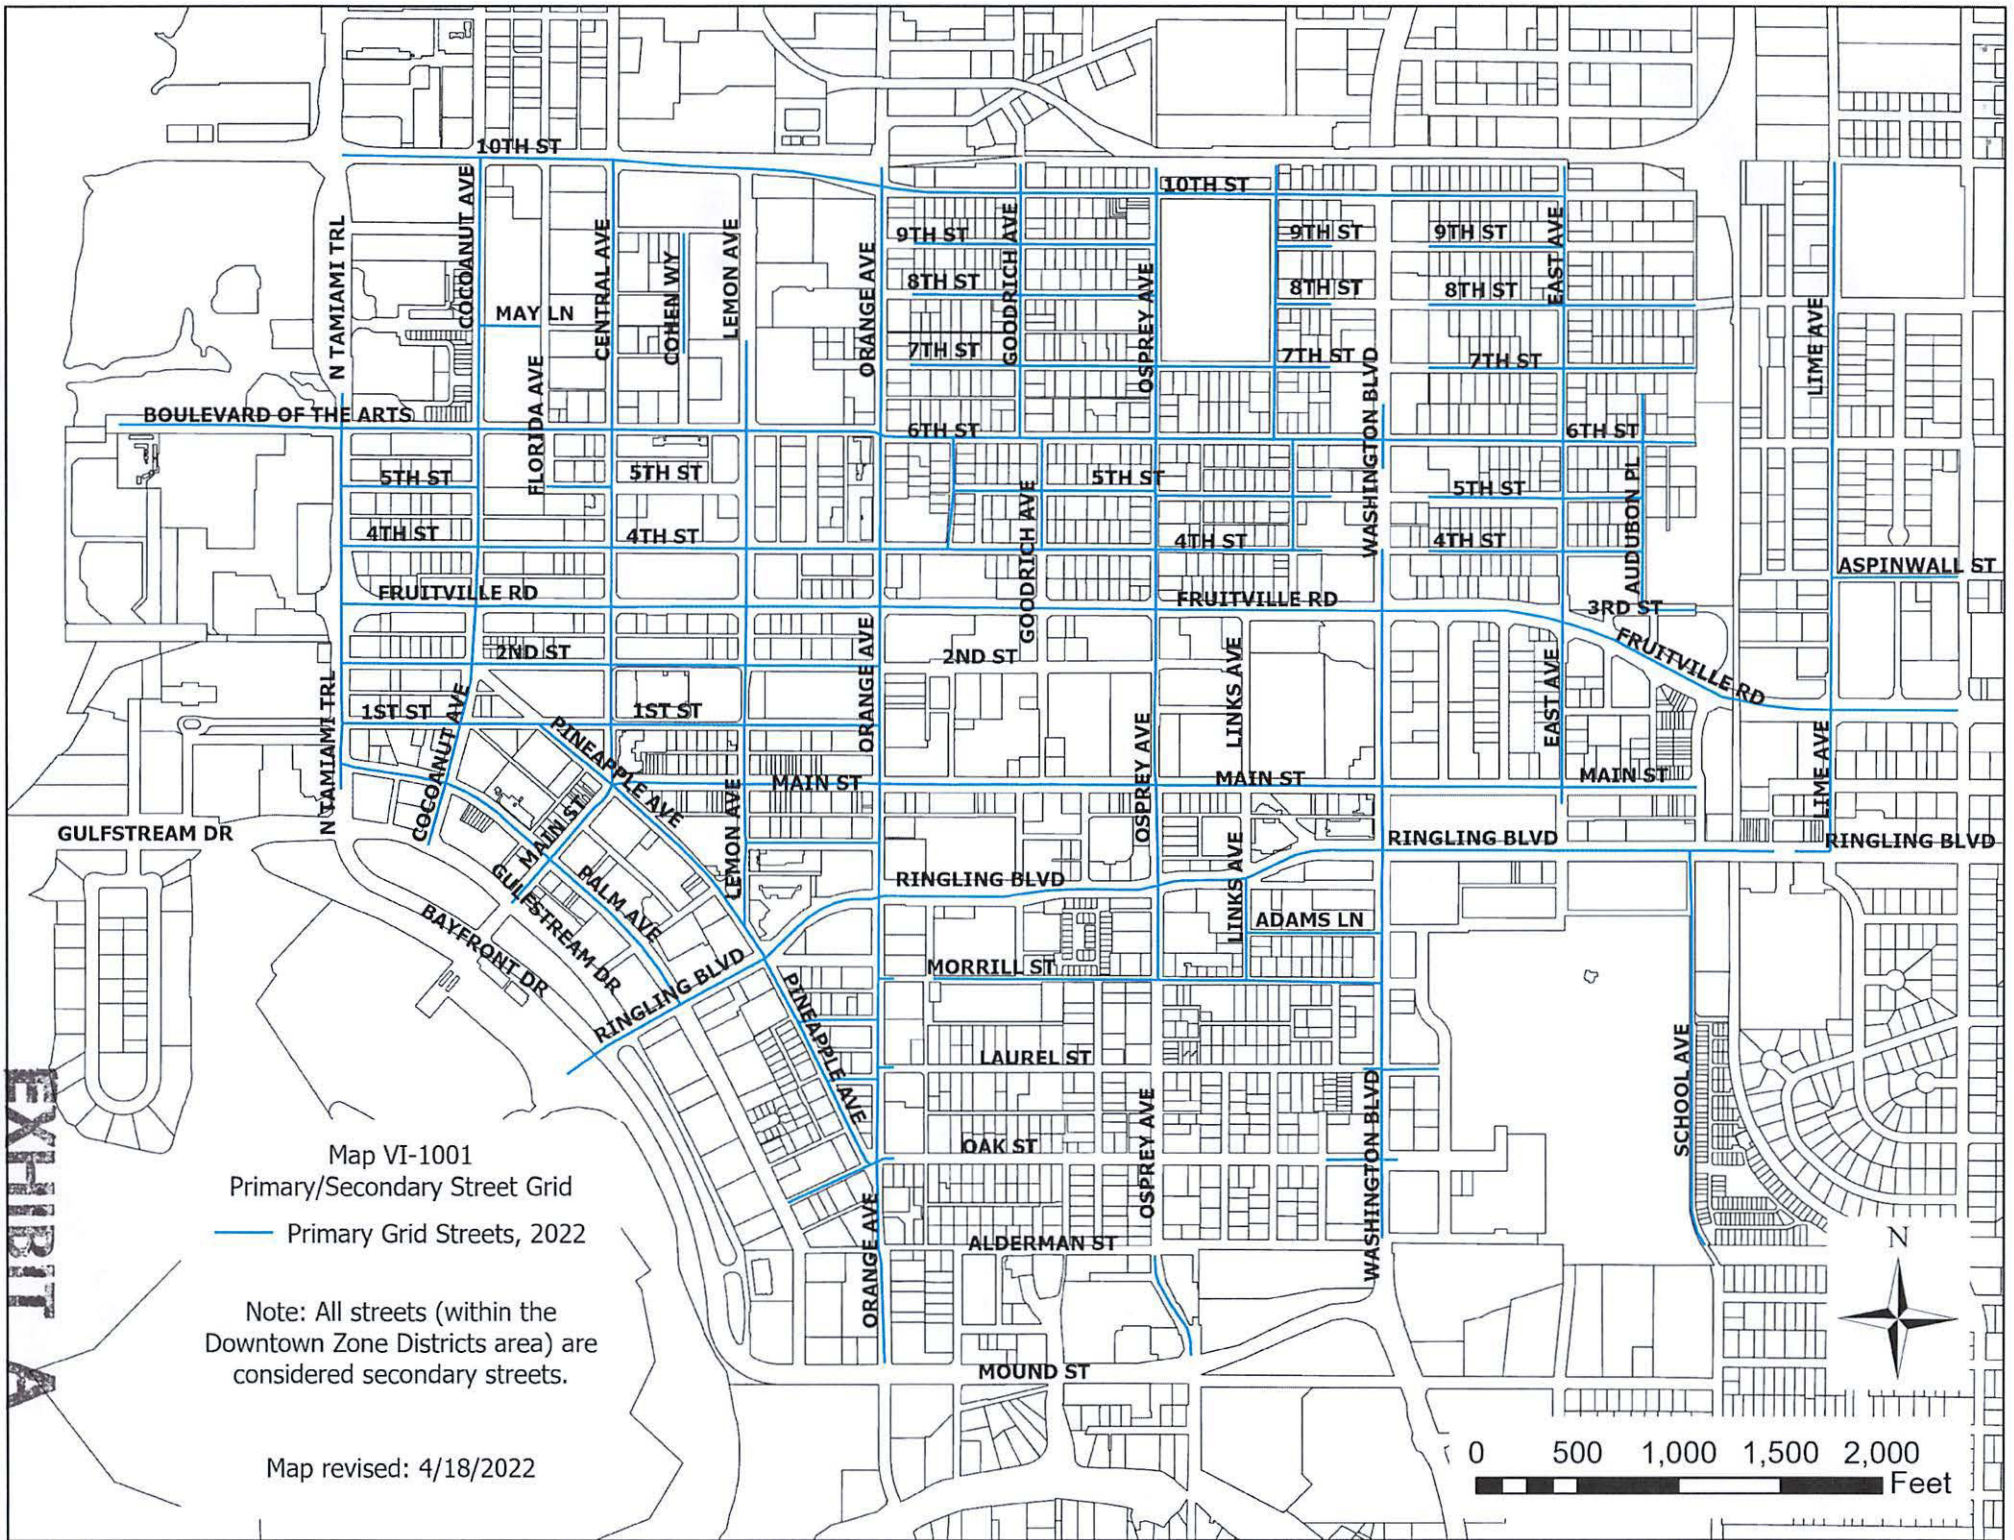 10TH ST
10TH ST
N TAMIAMI TRL
COCOANUT AVE
CENTRAL AVE
COHEN WY
LEMON AVE
ORANGE AVE
9TH ST
GOODRICH AVE
OSPREY AVE
9TH ST
9TH ST
EAST AVE
8TH ST
8TH ST
8TH ST
MAY LN
FLORIDA AVE
7TH ST
7TH ST
WASHINGTON BLVD
7TH ST
LIME AVE
BOULEVARD OF THE ARTS
6TH ST
6TH ST
5TH ST
5TH ST
GOODRICH AVE
5TH ST
5TH ST
AUDUBON PL
4TH ST
4TH ST
4TH ST
4TH ST
ASPINWALL ST
FRUITVILLE RD
FRUITVILLE RD
3RD ST
FRUITVILLE RD
2ND ST
ORANGE AVE
2ND ST
LINKS AVE
EAST AVE
N TAMIAMI TRL
COCOANUT AVE
1ST ST
PINEAPPLE AVE
1ST ST
OSPREY AVE
LIME AVE
MAIN ST
MAIN ST
MAIN ST
LEMON AVE
GULFSTREAM DR
MAIN ST
RINGLING BLVD
RINGLING BLVD
GULFSTREAM DR
PALM AVE
RINGLING BLVD
LINKS AVE
ADAMS LN
BAYFRONT DR
RINGLING BLVD
MORRILL ST
PINEAPPLE AVE
LAUREL ST
SCHOOL AVE
WASHINGTON BLVD
OSPREY AVE
OAK ST
ORANGE AVE
ALDERMAN ST
MOUND ST
EXHIBIT A
Map VI-1001
Primary/Secondary Street Grid
Primary Grid Streets, 2022
Note: All streets (within the
Downtown Zone Districts area) are
considered secondary streets.
Map revised: 4/18/2022
N
0 500 1,000 1,500 2,000
Feet